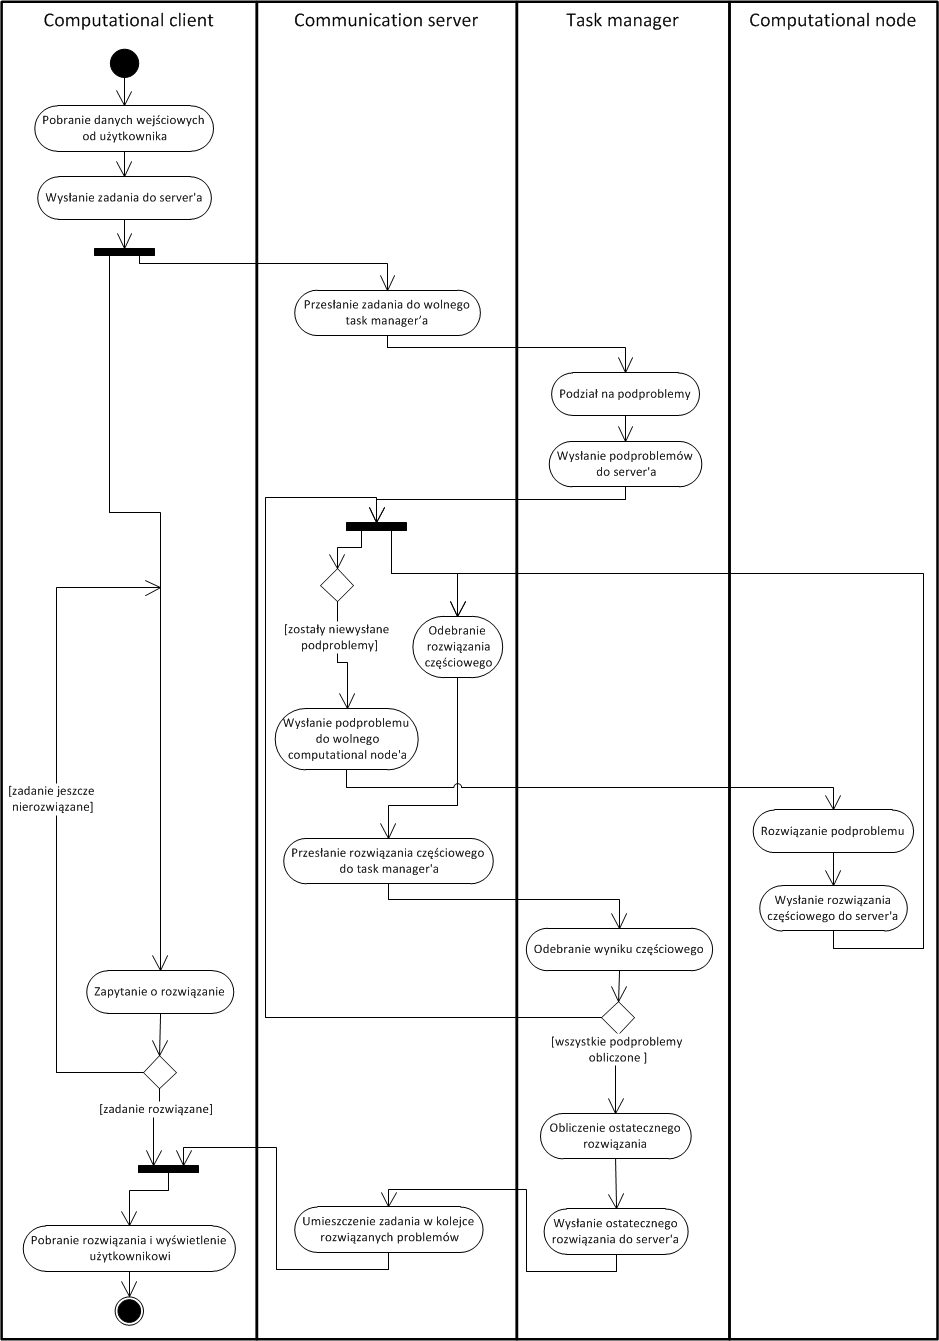 Computational client
Communication server
Task manager
Computational node
Pobranie danych wejściowych
od użytkownika
Wysłanie zadania do server'a
Przesłanie zadania do wolnego
task manager’a
Podział na podproblemy
Wysłanie podproblemów
do server'a
[zostały niewysłane
podproblemy]
Odebranie
rozwiązania
częściowego
Wysłanie podproblemu
do wolnego
computational node'a
[zadanie jeszcze
nierozwiązane]
Rozwiązanie podproblemu
Przesłanie rozwiązania częściowego
do task manager'a
Wysłanie rozwiązania
częściowego do server'a
Odebranie wyniku częściowego
Zapytanie o rozwiązanie
[wszystkie podproblemy
obliczone ]
[zadanie rozwiązane]
Obliczenie ostatecznego
rozwiązania
Umieszczenie zadania w kolejce
rozwiązanych problemów
Wysłanie ostatecznego
rozwiązania do server'a
Pobranie rozwiązania i wyświetlenie
użytkownikowi